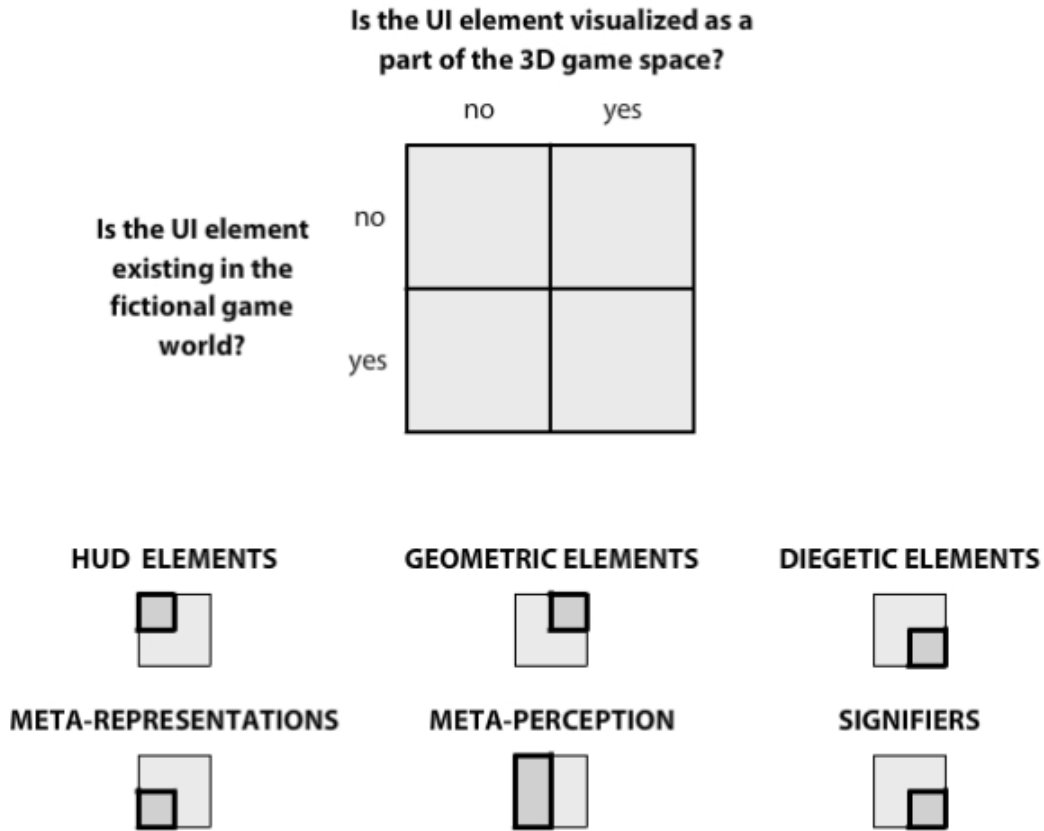 Is the UI element visualized as a
part of the 3D game space?
no yes
no
Is the UI element
existing in the
fictional game
world?
yes
HUD ELEMENTS GEOMETRIC ELEMENTS DIEGETIC ELEMENTS
META-REPRESENTATIONS META-PERCEPTION SIGNIFIERS